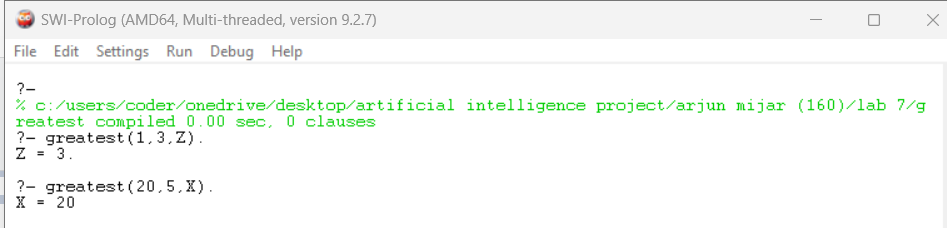 SWI-Prolog (AMD64, Multi-threaded, version 9.2.7)
File Edit Settings Run Debug Help
?-
% c:/users/coder/onedrive/desktop/artificial intelligence project/arjun mijar (160)/lab 7/g
reatest compiled 0.00 sec, 0 clauses
?- greatest(1,3,Z).
Z = 3.
?- greatest(20,5,X).
X = 20